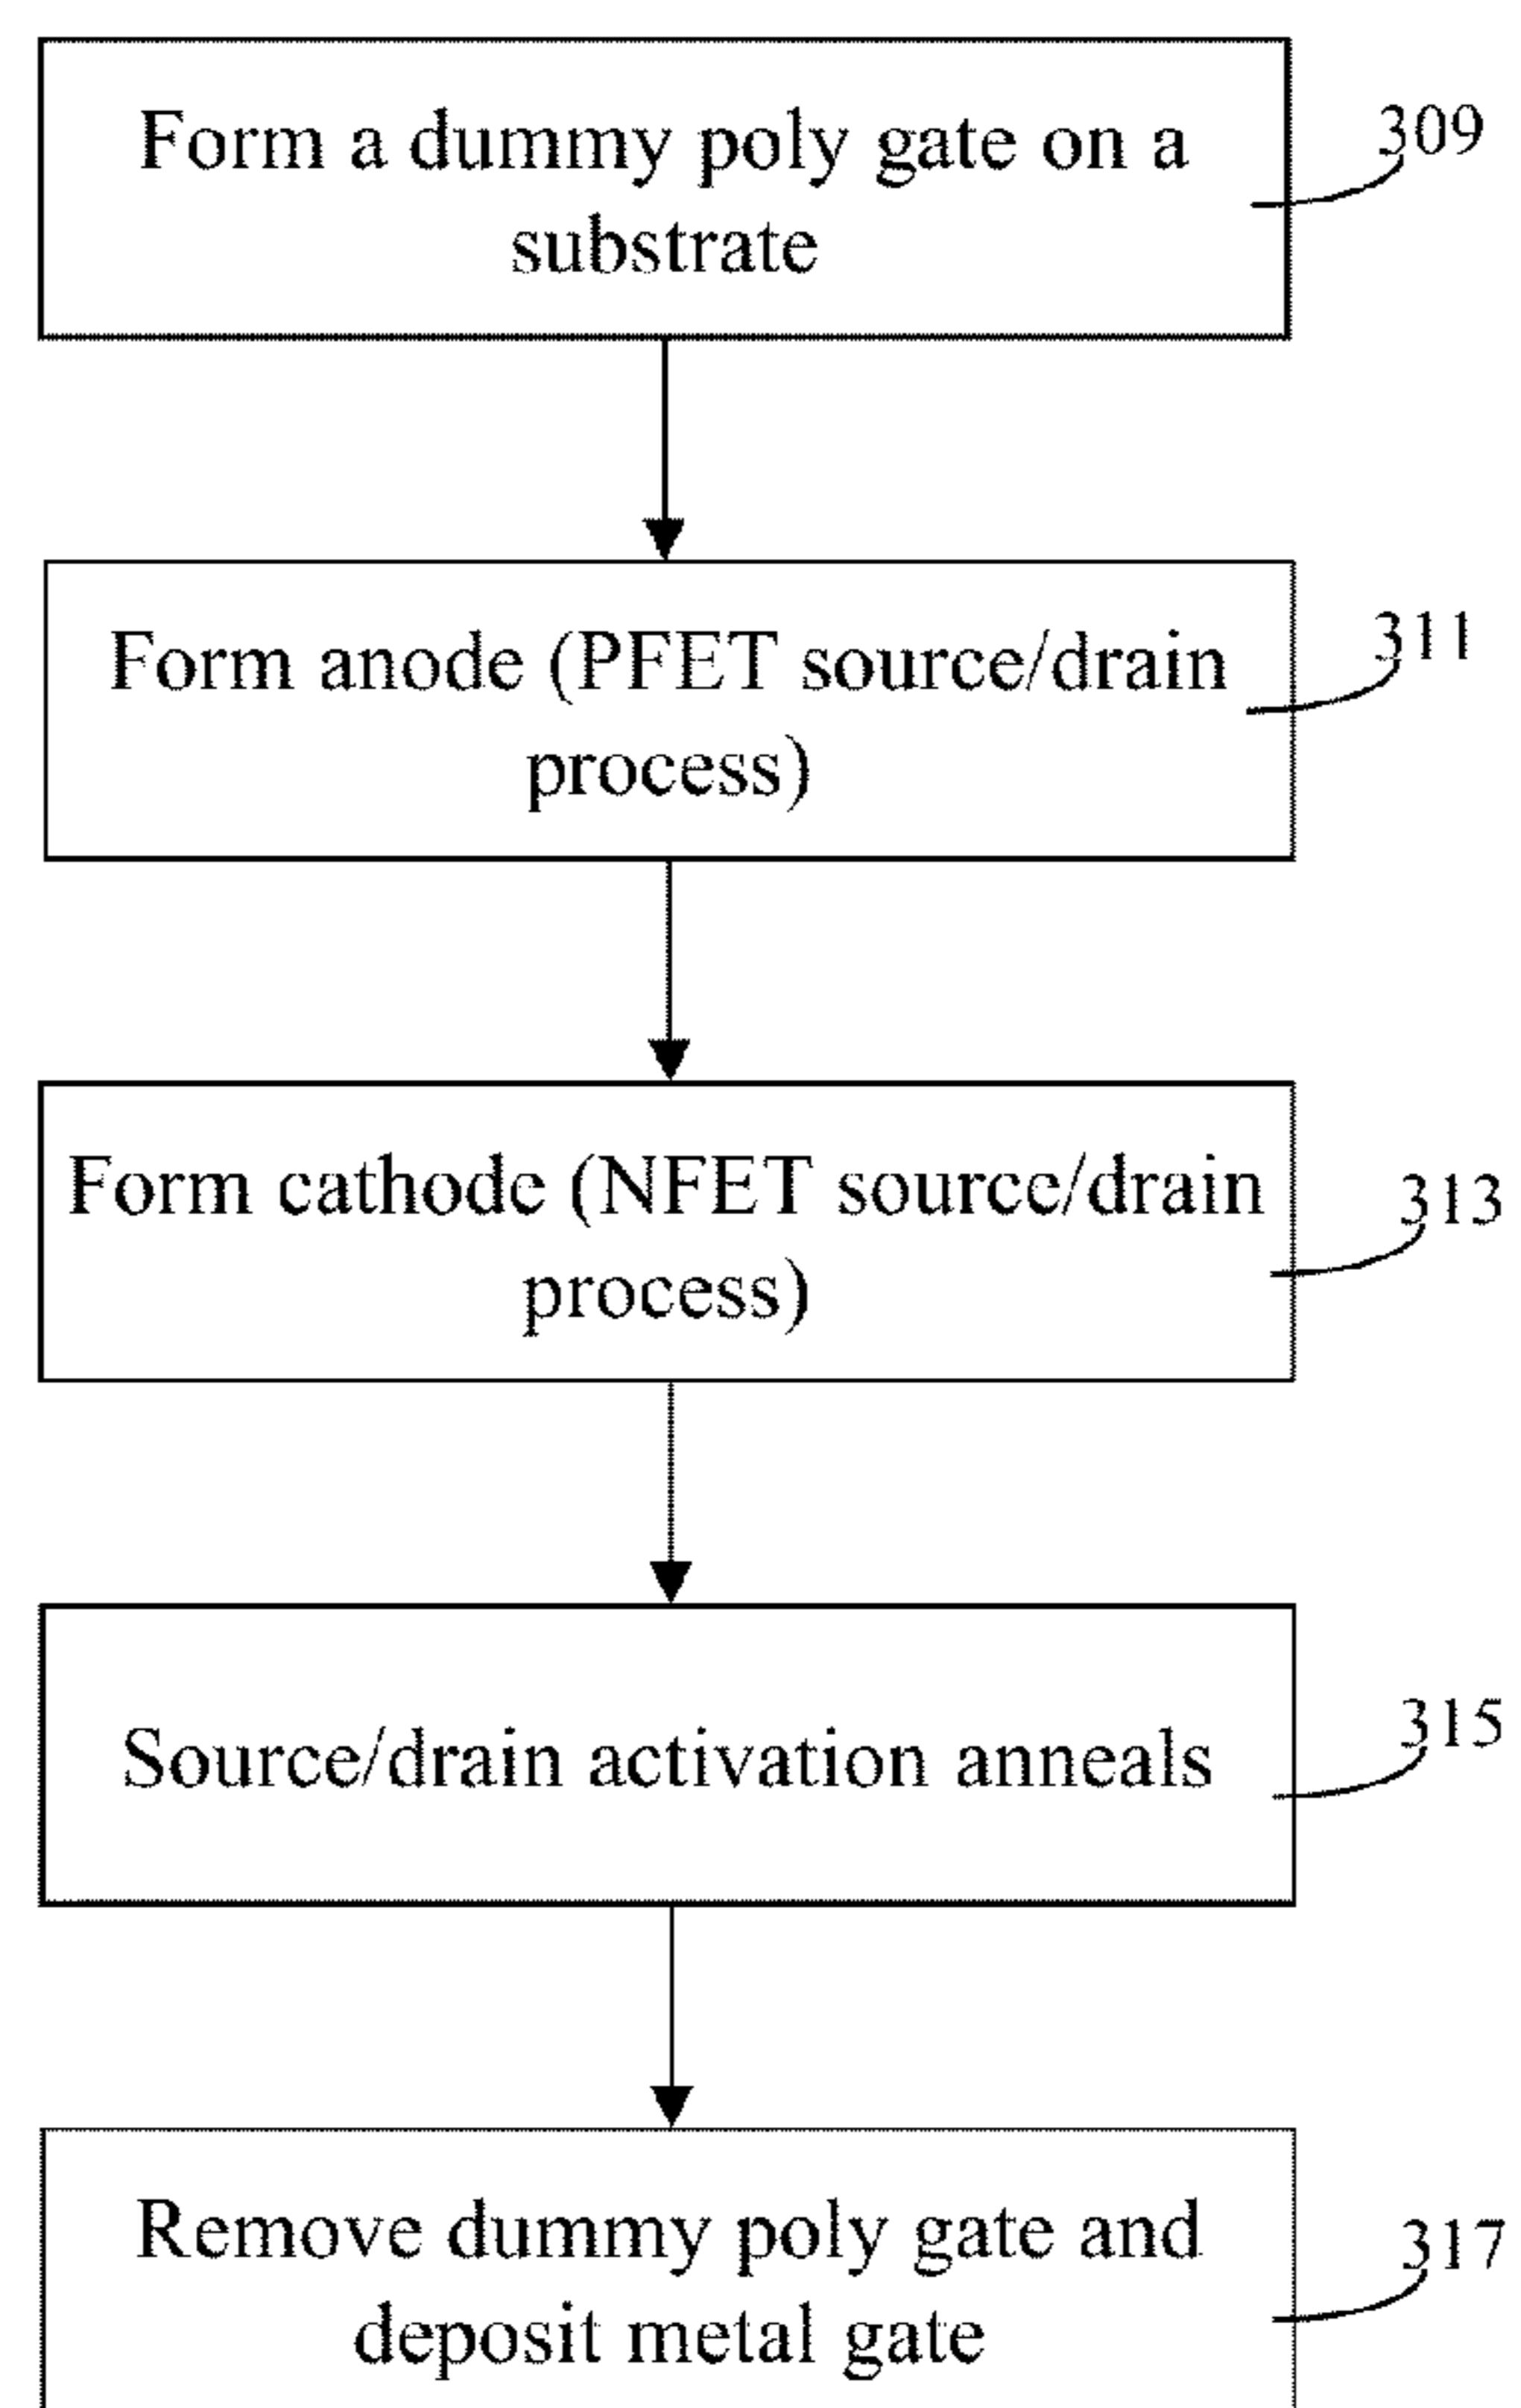 Form a dummy poly gate on a
substrate
309
Form anode (PFET source/drain
process)
311
Form cathode (NFET source/drain
process)
313
Source/drain activation anneals
315
Remove dummy poly gate and
deposit metal gate
317